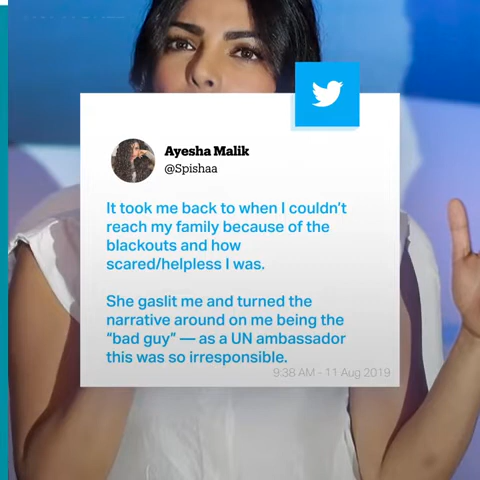 Ayesha Malik
@Spishaa
It took me back to when I couldn't
reach my family because of the
blackouts and how
scared/helpless I was.
She gaslit me and turned the
narrative around on me being the
“bad guy” — as a UN ambassador
this was so irresponsible.
9:38 AM - 11 Aug 2019